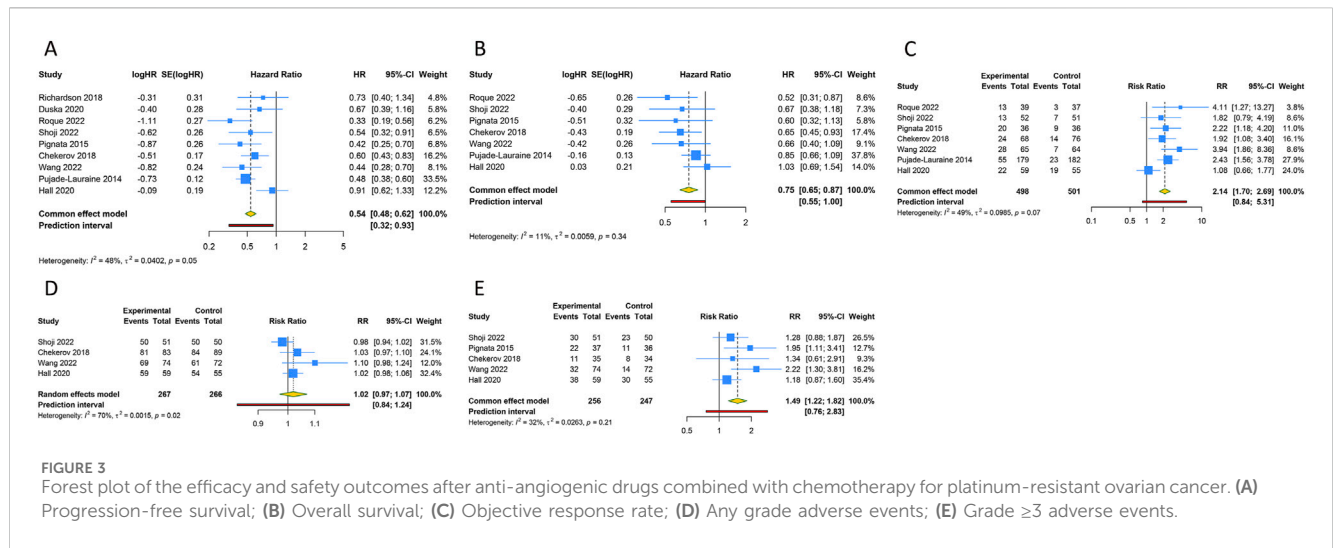 A
Study logHR SE(logHR) Hazard Ratio HR 95%-CI Weight
Richardson 2018 -0.31 0.31 0.73 [0.40; 1.34] 4.8%
Duska 2020 -0.40 0.28 0.67 [0.39; 1.16] 5.8%
Roque 2022 -1.11 0.27 0.33 [0.19; 0.56] 6.2%
Shoji 2022 -0.62 0.26 0.54 [0.32; 0.91] 6.4%
Pignata 2015 -0.87 0.26 0.42 [0.25; 0.70] 6.6%
Chekerov 2018 -0.51 0.17 0.60 [0.43; 0.83] 16.2%
Wang 2022 -0.82 0.24 0.44 [0.28; 0.70] 8.2%
Pujade-Lauraine 2014 -0.73 0.12 0.48 [0.38; 0.60] 33.5%
Hall 2020 -0.09 0.19 0.91 [0.62; 1.33] 12.2%
Common effect model 0.54 [0.48; 0.62] 100.0%
Prediction interval [0.32; 0.93]
0.2 0.5 1 2 5
Heterogeneity: I² = 48%, τ² = 0.0402, p = 0.05
B
Study logHR SE(logHR) Hazard Ratio HR 95%-CI Weight
Roque 2022 -0.65 0.26 0.52 [0.31; 0.87] 8.6%
Shoji 2022 -0.40 0.29 0.67 [0.38; 1.18] 7.2%
Pignata 2015 -0.51 0.32 0.60 [0.32; 1.13] 5.8%
Chekerov 2018 -0.43 0.19 0.65 [0.45; 0.93] 17.4%
Wang 2022 -0.42 0.26 0.66 [0.40; 1.09] 9.1%
Pujade-Lauraine 2014 -0.16 0.13 0.85 [0.66; 1.09] 37.8%
Hall 2020 0.03 0.21 1.03 [0.69; 1.54] 14.0%
Common effect model 0.75 [0.65; 0.87] 100.0%
Prediction interval [0.55; 1.00]
0.5 1 2
Heterogeneity: I² = 11%, τ² = 0.0059, p = 0.34
C
Experimental Control
Study Events Total Events Total Risk Ratio RR 95%-CI Weight
Roque 2022 13 39 3 37 4.11 [1.27; 13.27] 3.8%
Shoji 2022 13 52 7 51 1.82 [0.79; 4.19] 8.7%
Pignata 2015 20 36 9 36 2.22 [1.18; 4.20] 11.0%
Chekerov 2018 24 68 14 76 1.92 [1.08; 3.40] 16.1%
Wang 2022 28 65 7 64 3.94 [1.86; 8.36] 8.6%
Pujade-Lauraine 2014 55 179 23 182 2.43 [1.56; 3.78] 27.9%
Hall 2020 22 59 19 55 1.08 [0.66; 1.77] 24.0%
Common effect model 498 501 2.14 [1.70; 2.69] 100.0%
Prediction interval [0.84; 5.31]
Heterogeneity: I² = 49%, τ² = 0.0985, p = 0.07
0.1 0.5 1 2 10
D
Experimental Control
Study Events Total Events Total Risk Ratio RR 95%-CI Weight
Shoji 2022 50 51 50 50 0.98 [0.94; 1.02] 31.5%
Chekerov 2018 81 83 84 89 1.03 [0.97; 1.10] 24.1%
Wang 2022 69 74 61 72 1.10 [0.98; 1.24] 12.0%
Hall 2020 59 59 54 55 1.02 [0.98; 1.06] 32.4%
Random effects model 267 266 1.02 [0.97; 1.07] 100.0%
Prediction interval [0.84; 1.24]
Heterogeneity: I² = 70%, τ² = 0.0015, p = 0.02
0.9 1 1.1
E
Experimental Control
Study Events Total Events Total Risk Ratio RR 95%-CI Weight
Shoji 2022 30 51 23 50 1.28 [0.88; 1.87] 26.5%
Pignata 2015 22 37 11 36 1.95 [1.11; 3.41] 12.7%
Chekerov 2018 11 35 8 34 1.34 [0.61; 2.91] 9.3%
Wang 2022 32 74 14 72 2.22 [1.30; 3.81] 16.2%
Hall 2020 38 59 30 55 1.18 [0.87; 1.60] 35.4%
Common effect model 256 247 1.49 [1.22; 1.82] 100.0%
Prediction interval [0.76; 2.83]
Heterogeneity: I² = 32%, τ² = 0.0263, p = 0.21
0.5 1 2
FIGURE 3
Forest plot of the efficacy and safety outcomes after anti-angiogenic drugs combined with chemotherapy for platinum-resistant ovarian cancer. (A)
Progression-free survival; (B) Overall survival; (C) Objective response rate; (D) Any grade adverse events; (E) Grade ≥3 adverse events.